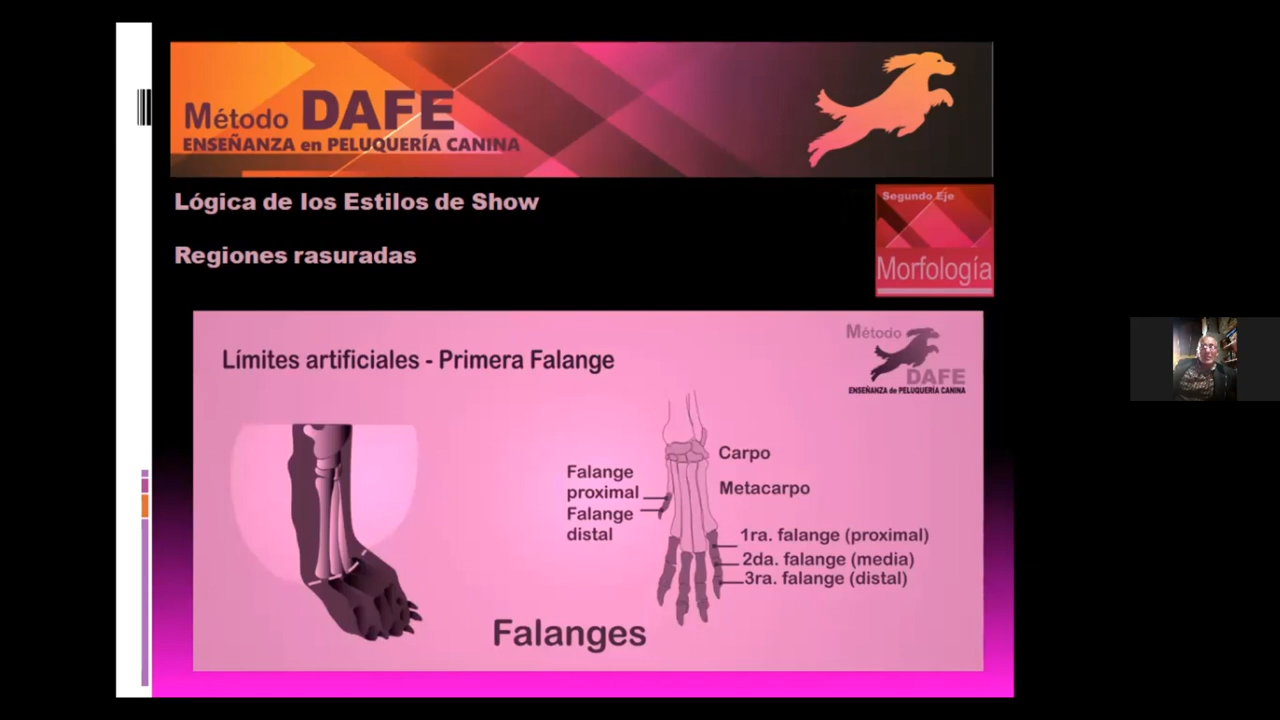 Método DAFE
ENSEÑANZA en PELUQUERÍA CANINA
Lógica de los Estilos de Show
Segundo Eje
Regiones rasuradas
Morfología
Límites artificiales - Primera Falange
Método
DAFE
ENSEÑANZA de PELUQUERÍA CANINA
Carpo
Falange
proximal
Metacarpo
Falange
distal
1ra. falange (proximal)
2da. falange (media)
3ra. falange (distal)
Falanges